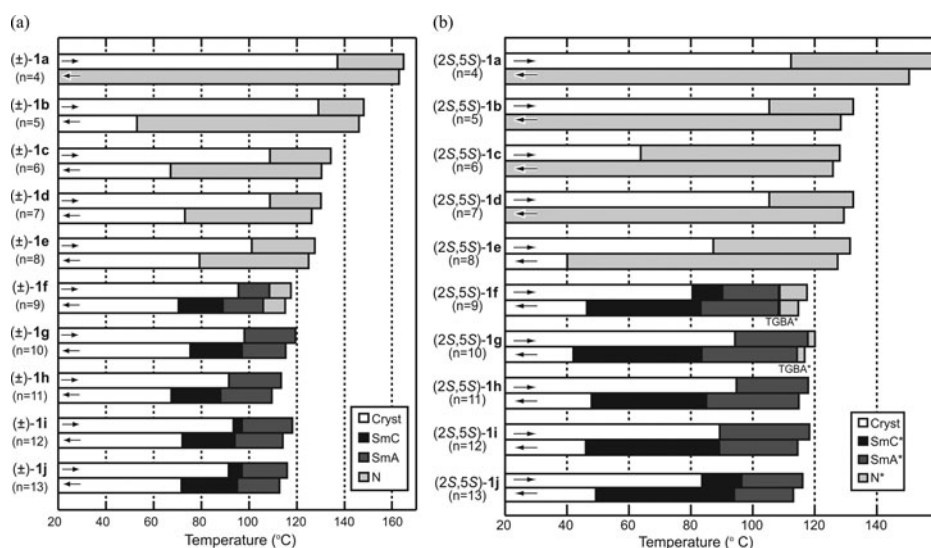 (a)
(±)-1a
(n=4)
(±)-1b
(n=5)
(±)-1c
(n=6)
(±)-1d
(n=7)
(±)-1e
(n=8)
(±)-1f
(n=9)
(±)-1g
(n=10)
(±)-1h
(n=11)
(±)-1i
(n=12)
(±)-1j
(n=13)
Cryst
SmC
SmA
N
20 40 60 80 100 120 140 160
Temperature (°C)
(b)
(2S,5S)-1a
(n=4)
(2S,5S)-1b
(n=5)
(2S,5S)-1c
(n=6)
(2S,5S)-1d
(n=7)
(2S,5S)-1e
(n=8)
(2S,5S)-1f
(n=9)
TGBA*
(2S,5S)-1g
(n=10)
TGBA*
(2S,5S)-1h
(n=11)
(2S,5S)-1i
(n=12)
(2S,5S)-1j
(n=13)
Cryst
SmC*
SmA*
N*
20 40 60 80 100 120 140
Temperature (° C)